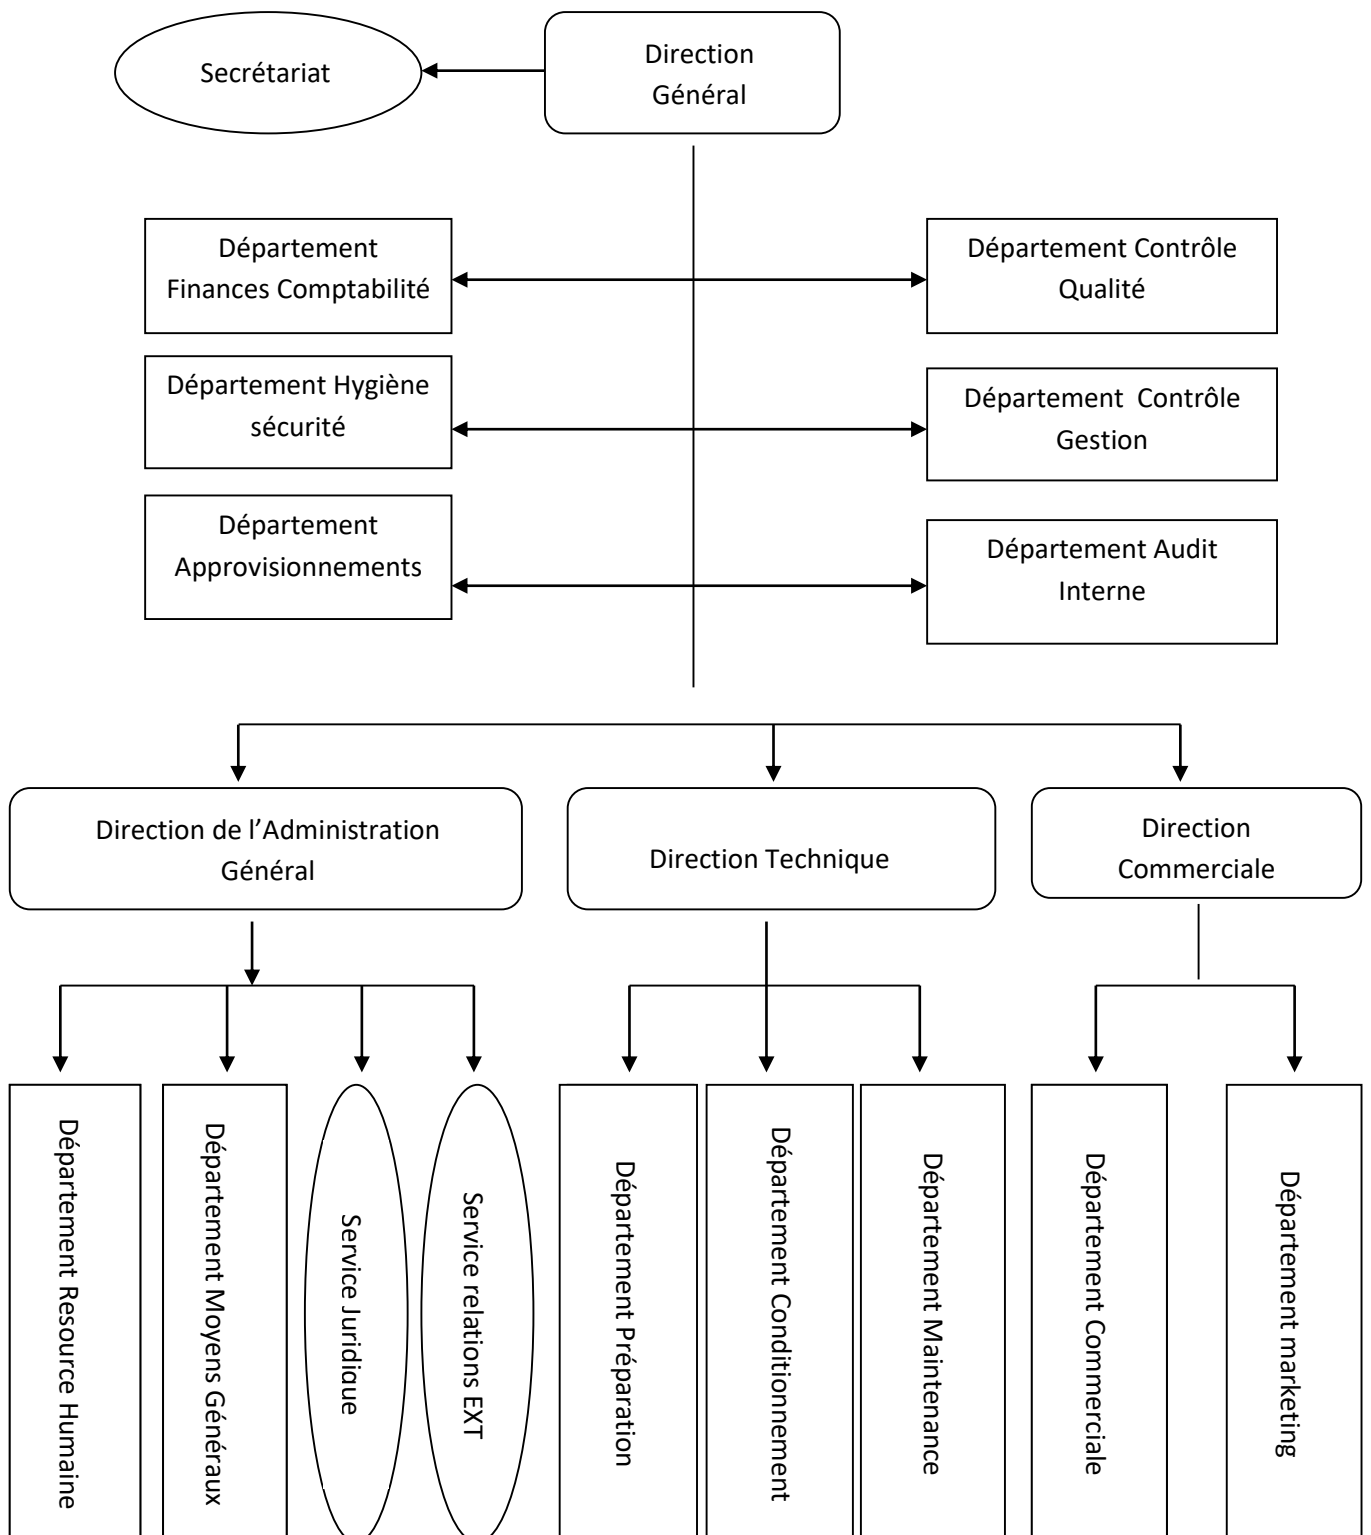 Secrétariat
Direction
Général
Département
Finances Comptabilité
Département Contrôle
Qualité
Département Hygiène
sécurité
Département Contrôle
Gestion
Département
Approvisionnements
Département Audit
Interne
Direction de l’Administration
Général
Direction Technique
Direction
Commerciale
Département Resource Humaine
Département Moyens Généraux
Service Juridique
Service relations EXT
Département Préparation
Département Conditionnement
Département Maintenance
Département Commerciale
Département marketing